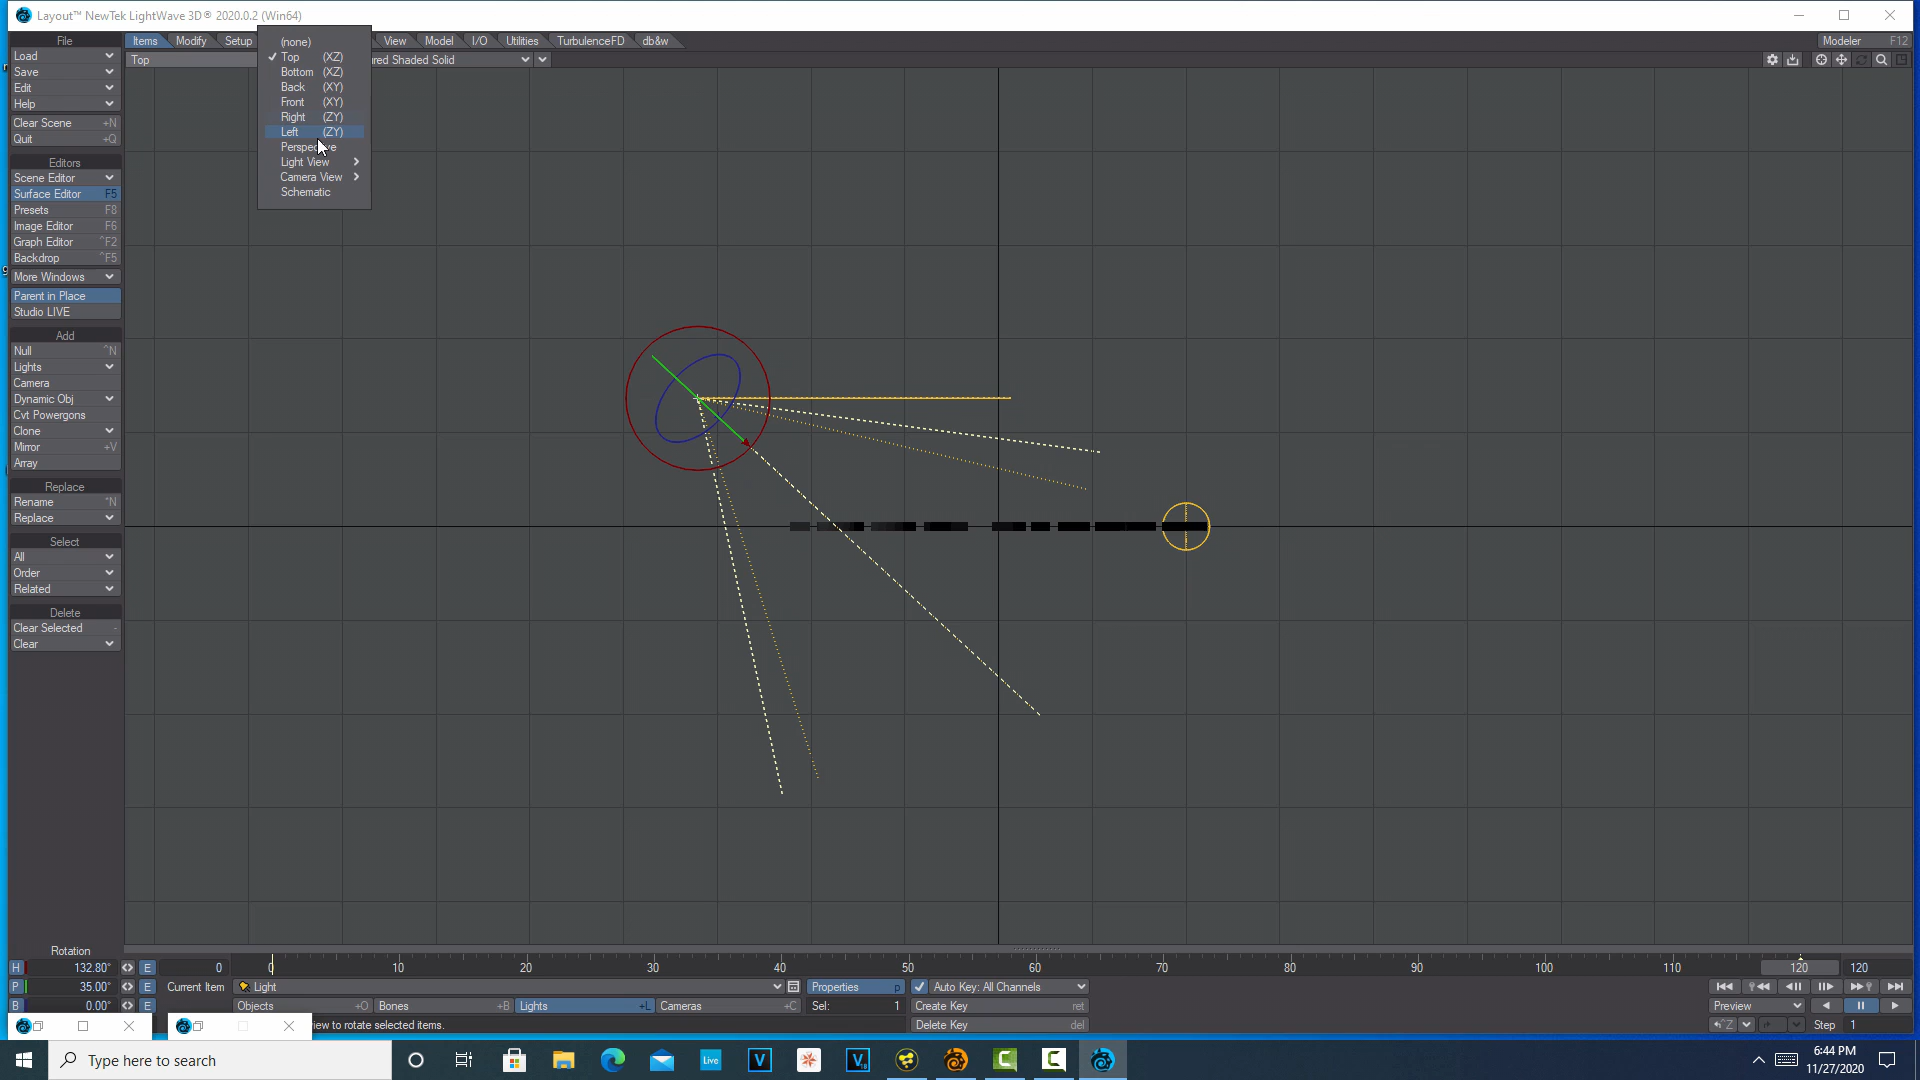 Layout™ NewTek LightWave 3D® 2020.0.2 (Win64)
File
Items
Modify
Setup
View
Model
I/O
Utilities
TurbulenceFD
db&w
Modeler F12
Load
Save
Edit
Help
Clear Scene +N
Quit +Q
Top
red Shaded Solid
(none)
Top (XZ)
Bottom (XZ)
Back (XY)
Front (XY)
Right (ZY)
Left (ZY)
Light View
Camera View
Schematic
Editors
Scene Editor
Surface Editor F5
Presets F8
Image Editor F6
Graph Editor ^F2
Backdrop ^F5
More Windows
Parent in Place
Studio LIVE
Add
Null ^N
Lights
Camera
Dynamic Obj
Cvt Powergons
Clone
Mirror +V
Array
Replace
Rename ^N
Replace
Select
All
Order
Related
Delete
Clear Selected -
Clear
Rotation
H 132.80° E
P 35.00° E
B 0.00° E
0 0 10 20 30 40 50 60 70 80 90 100 110 120 120
Current Item Light Properties p Auto Key: All Channels
Objects +O Bones +B Lights +L Cameras +C Sel: 1 Create Key ret Preview
iew to rotate selected items. Delete Key del ^Z Step 1
Type here to search
Live
V
V
6:44 PM
11/27/2020